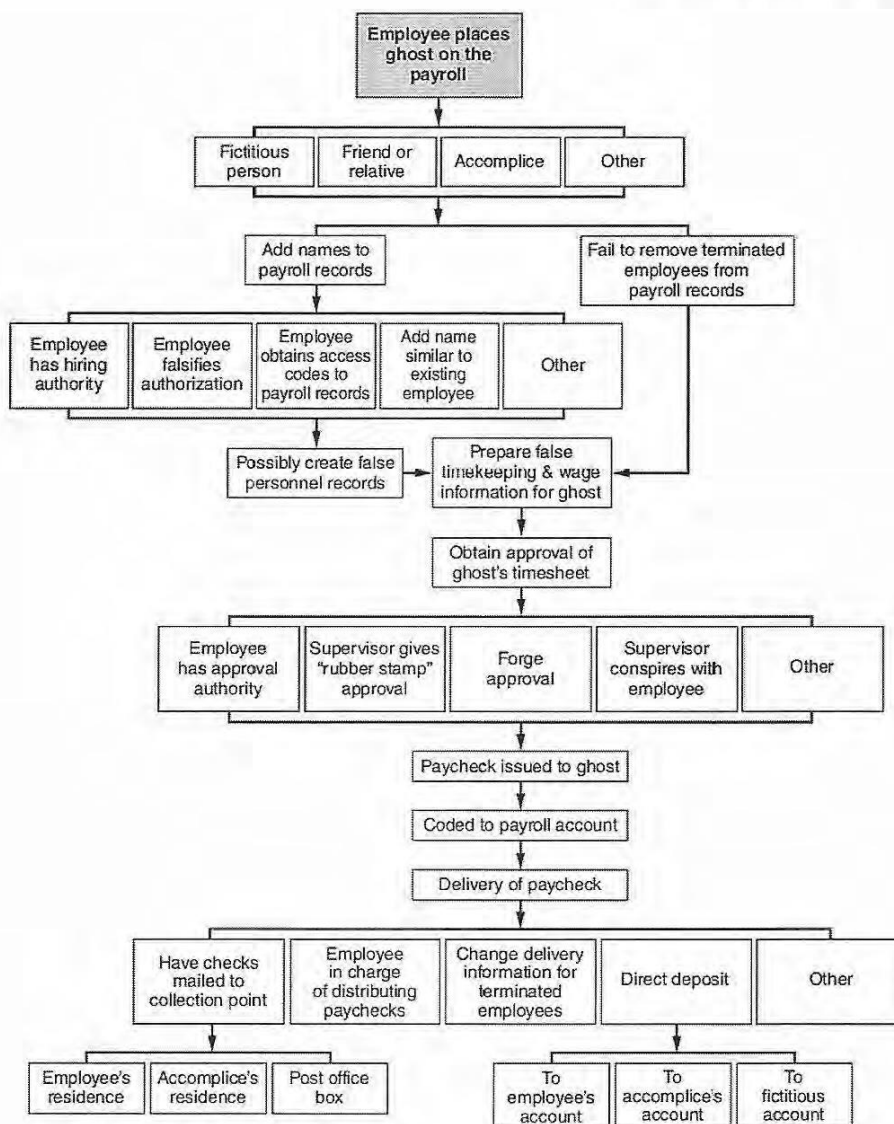 Employee places
ghost on the
payroll
Fictitious
person
Friend or
relative
Accomplice
Other
Add names to
payroll records
Fail to remove terminated
employees from
payroll records
Employee
has hiring
authority
Employee
falsifies
authorization
Employee
obtains access
codes to
payroll records
Add name
similar to
existing
employee
Other
Possibly create false
personnel records
Prepare false
timekeeping & wage
information for ghost
Obtain approval of
ghost's timesheet
Employee
has approval
authority
Supervisor gives
“rubber stamp”
approval
Forge
approval
Supervisor
conspires with
employee
Other
Paycheck issued to ghost
Coded to payroll account
Delivery of paycheck
Have checks
mailed to
collection point
Employee
in charge
of distributing
paychecks
Change delivery
information for
terminated
employees
Direct deposit
Other
Employee's
residence
Accomplice's
residence
Post office
box
To
employee's
account
To
accomplice's
account
To
fictitious
account